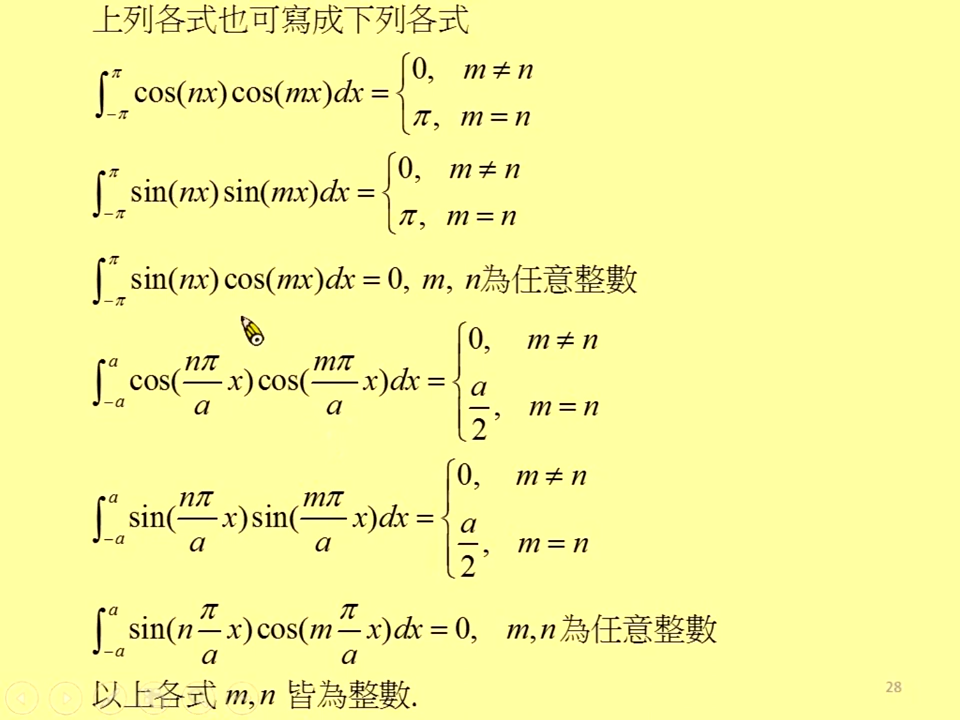 上列各式也可寫成下列各式
∫_{-π}^{π} cos(nx)cos(mx)dx = { 0, m ≠ n
π, m = n
∫_{-π}^{π} sin(nx)sin(mx)dx = { 0, m ≠ n
π, m = n
∫_{-π}^{π} sin(nx)cos(mx)dx = 0, m, n為任意整數
∫_{-a}^{a} cos(nπ/a x)cos(mπ/a x)dx = { 0, m ≠ n
a/2, m = n
∫_{-a}^{a} sin(nπ/a x)sin(mπ/a x)dx = { 0, m ≠ n
a/2, m = n
∫_{-a}^{a} sin(n π/a x)cos(m π/a x)dx = 0, m,n為任意整數
以上各式 m,n 皆為整數.
28